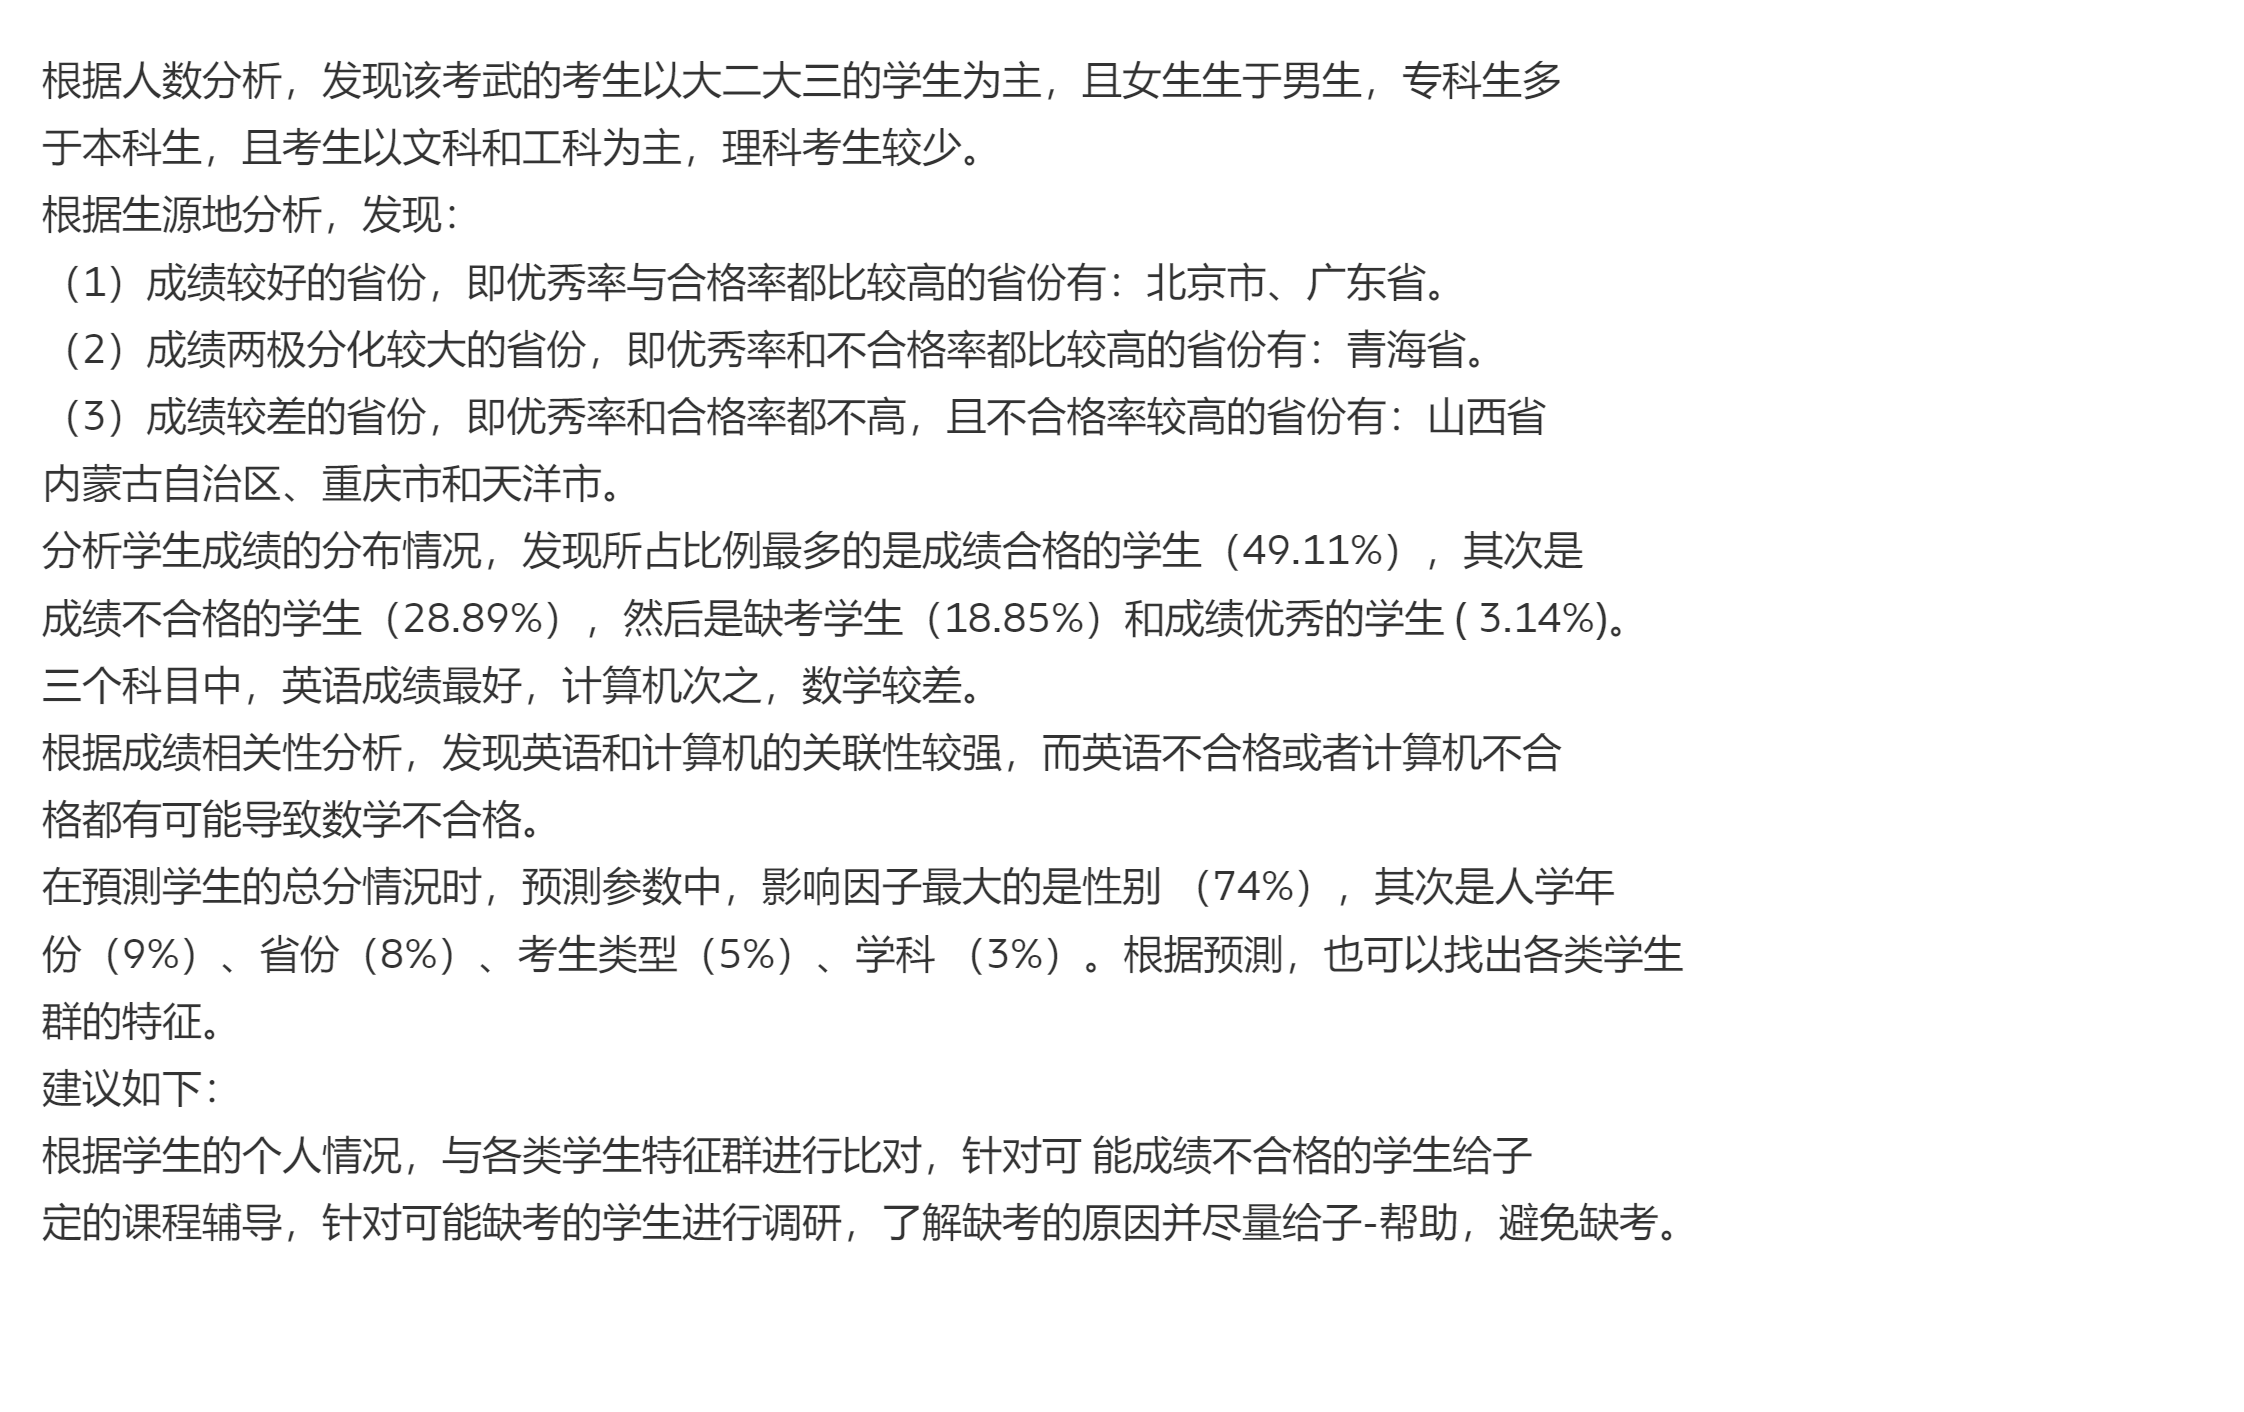 根据人数分析，发现该考武的考生以大二大三的学生为主，且女生生于男生，专科生多
于本科生，且考生以文科和工科为主，理科考生较少。
根据生源地分析，发现：
（1）成绩较好的省份，即优秀率与合格率都比较高的省份有：北京市、广东省。
（2）成绩两极分化较大的省份，即优秀率和不合格率都比较高的省份有：青海省。
（3）成绩较差的省份，即优秀率和合格率都不高，且不合格率较高的省份有：山西省
内蒙古自治区、重庆市和天洋市。
分析学生成绩的分布情况，发现所占比例最多的是成绩合格的学生（49.11%），其次是
成绩不合格的学生（28.89%），然后是缺考学生（18.85%）和成绩优秀的学生 ( 3.14%)。
三个科目中，英语成绩最好，计算机次之，数学较差。
根据成绩相关性分析，发现英语和计算机的关联性较强，而英语不合格或者计算机不合
格都有可能导致数学不合格。
在預測学生的总分情況时，预测参数中，影响因子最大的是性别 （74%），其次是人学年
份（9%）、省份（8%）、考生类型（5%）、学科 （3%）。根据预测，也可以找出各类学生
群的特征。
建议如下：
根据学生的个人情况，与各类学生特征群进行比对，针对可 能成绩不合格的学生给子
定的课程辅导，针对可能缺考的学生进行调研，了解缺考的原因并尽量给子-帮助，避免缺考。